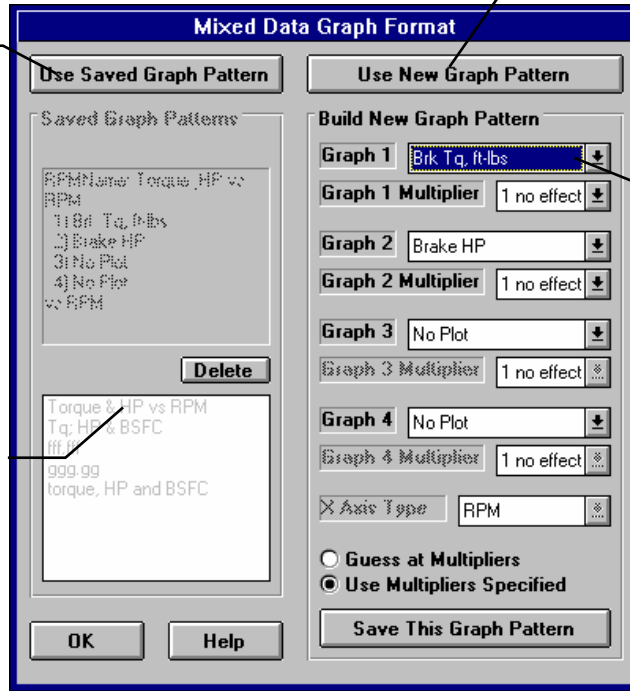 Mixed Data Graph Format
Use Saved Graph Pattern
Use New Graph Pattern
Saved Graph Patterns
RPMName: Torque ,HP vs
RPM
1) Brk Tq, ft-lbs
2) Brake HP
3) No Plot
4) No Plot
vs RPM
Delete
Torque & HP vs RPM
Tq; HP & BSFC
fff.fff
ggg.gg
torque, HP and BSFC
OK
Help
Build New Graph Pattern
Graph 1 Brk Tq, ft-lbs
Graph 1 Multiplier 1 no effect
Graph 2 Brake HP
Graph 2 Multiplier 1 no effect
Graph 3 No Plot
Graph 3 Multiplier 1 no effect
Graph 4 No Plot
Graph 4 Multiplier 1 no effect
X Axis Type RPM
Guess at Multipliers
Use Multipliers Specified
Save This Graph Pattern